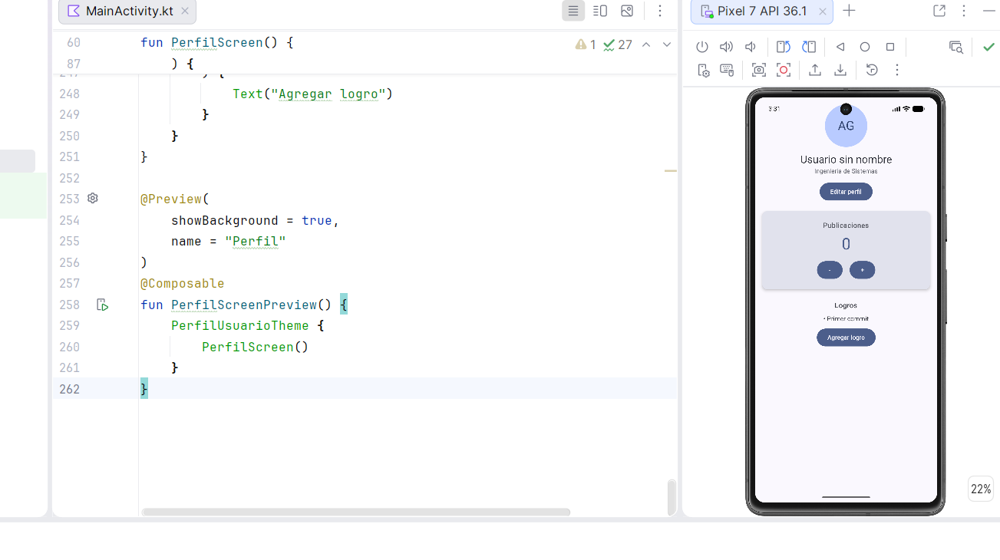 MainActivity.kt
60 fun PerfilScreen() {
1 27
87 ) {
247 ) {
248 Text("Agregar logro")
249 }
250 }
251 }
252
253 @Preview(
254 showBackground = true,
255 name = "Perfil"
256 )
257 @Composable
258 fun PerfilScreenPreview() {
259 PerfilUsuarioTheme {
260 PerfilScreen()
261 }
262 }
Pixel 7 API 36.1
3:31
AG
Usuario sin nombre
Ingeniería de Sistemas
Editar perfil
Publicaciones
0
- +
Logros
• Primer commit
Agregar logro
22%